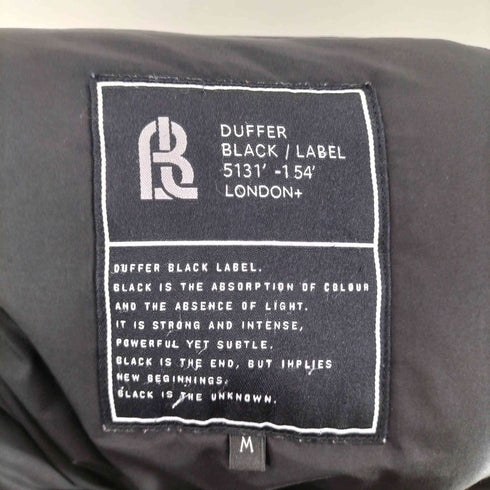 DUFFER
BLACK / LABEL
5131' -154'
LONDON+
DUFFER BLACK LABEL.
BLACK IS THE ABSORPTION OF COLOUR
AND THE ABSENCE OF LIGHT.
IT IS STRONG AND INTENSE,
POWERFUL YET SUBTLE.
BLACK IS THE END, BUT IMPLIES
NEW BEGINNINGS.
BLACK IS THE UNKNOWN.
M